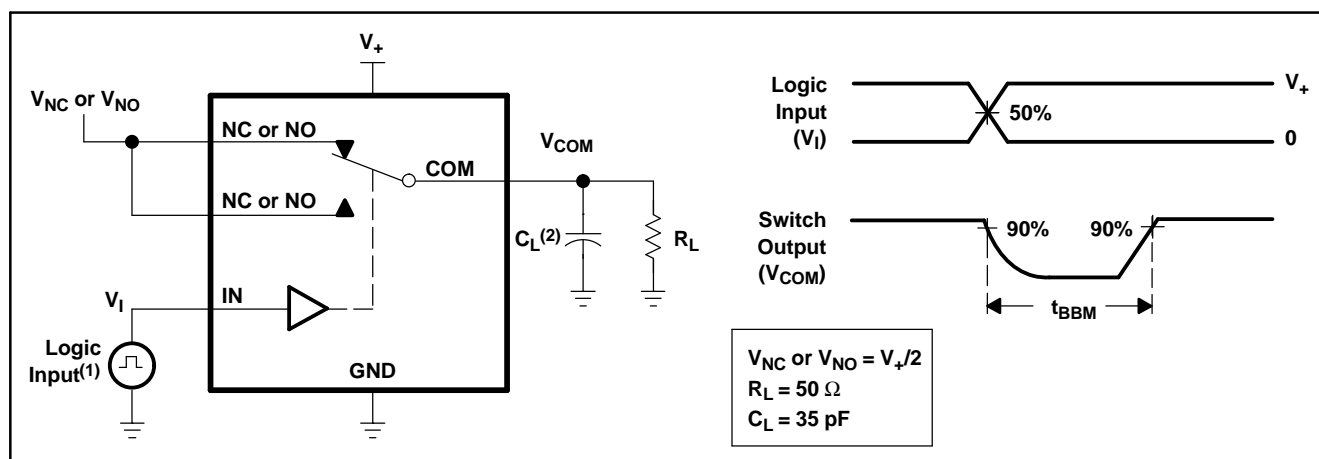 V+
VNC or VNO
NC or NO
VCOM
COM
NC or NO
CL(2)
RL
VI
IN
Logic
Input(1)
GND
Logic
Input
(VI)
V+
50%
0
Switch
Output
(VCOM)
90%
90%
tBBM
VNC or VNO = V+/2
RL = 50 Ω
CL = 35 pF